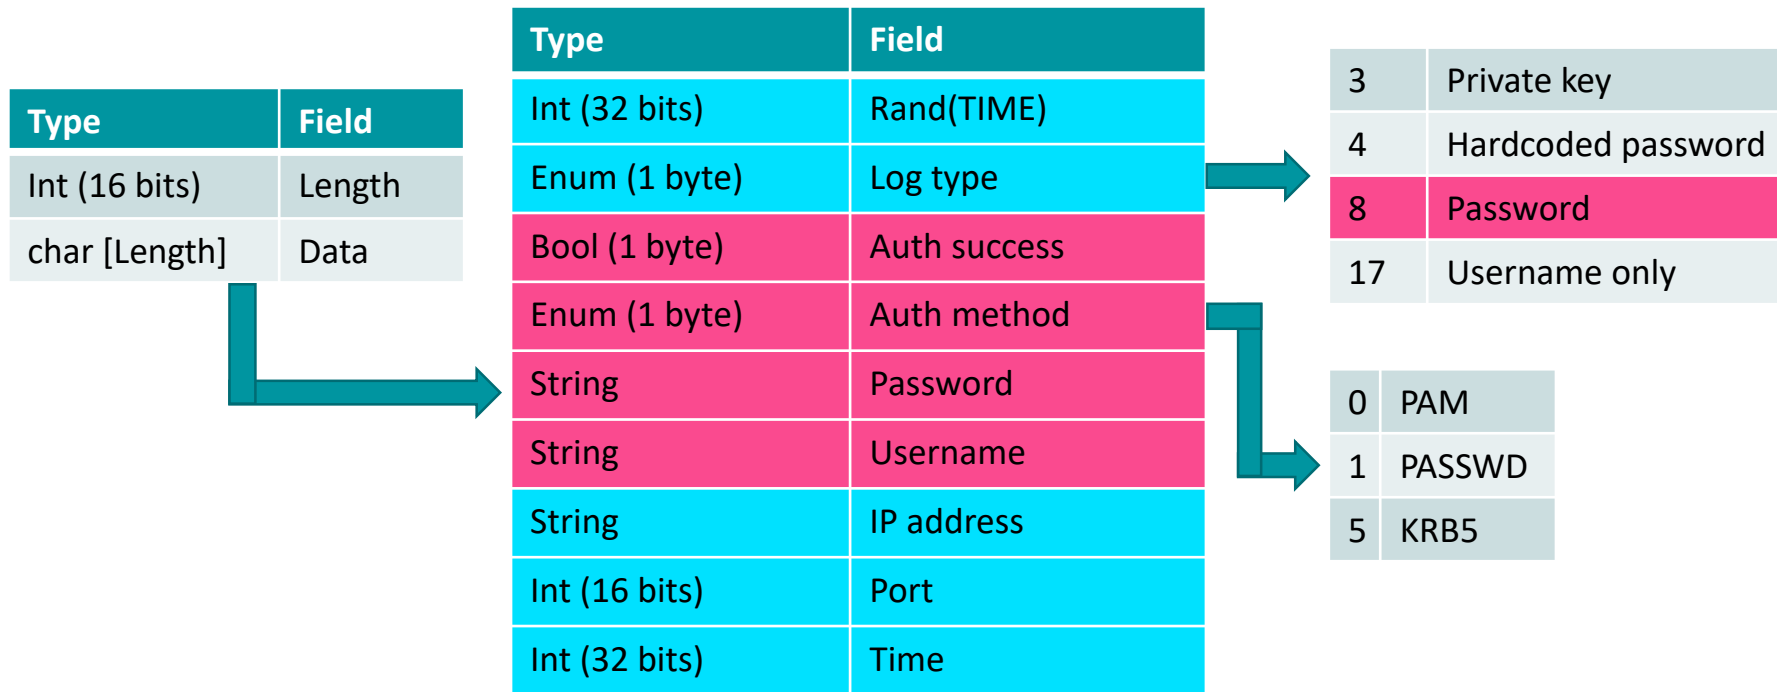 Type Field
Int (16 bits) Length
char [Length] Data
Type Field
Int (32 bits) Rand(TIME)
Enum (1 byte) Log type
Bool (1 byte) Auth success
Enum (1 byte) Auth method
String Password
String Username
String IP address
Int (16 bits) Port
Int (32 bits) Time
3 Private key
4 Hardcoded password
8 Password
17 Username only
0 PAM
1 PASSWD
5 KRB5